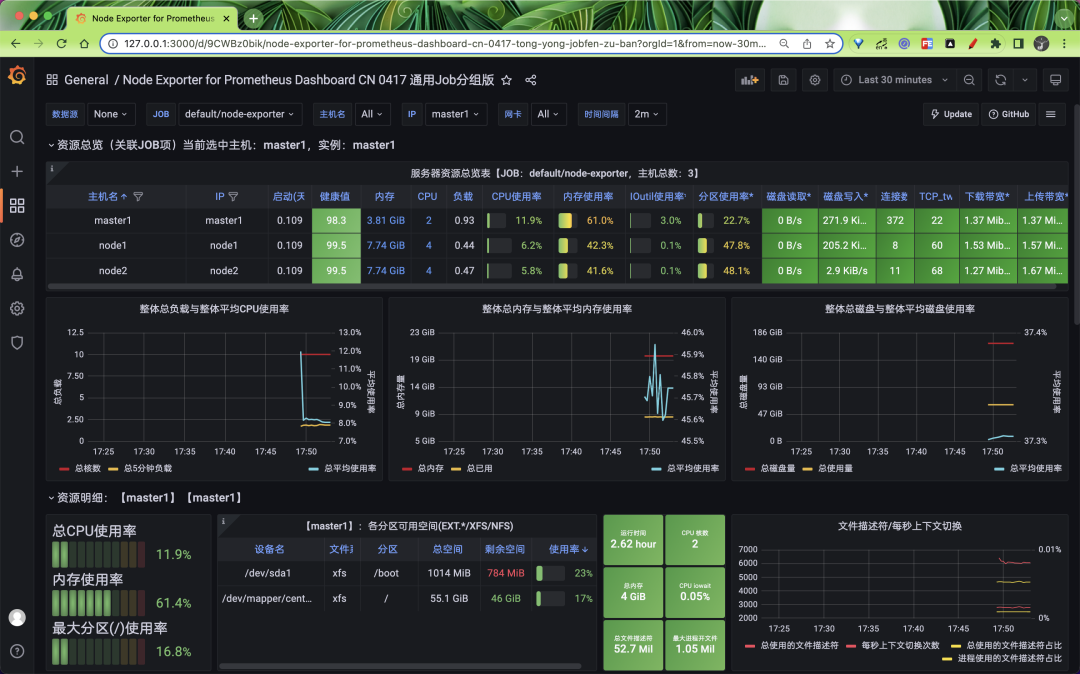 Node Exporter for Prometheus
127.0.0.1:3000/d/9CWBz0bik/node-exporter-for-prometheus-dashboard-cn-0417-tong-yong-jobfen-zu-ban?orgId=1&from=now-30m...
General / Node Exporter for Prometheus Dashboard CN 0417 通用Job分组版
Last 30 minutes
数据源 None JOB default/node-exporter 主机名 All IP master1 网卡 All 时间间隔 2m Update GitHub
资源总览（关联JOB项）当前选中主机：master1，实例：master1
服务器资源总览表【JOB：default/node-exporter，主机总数：3】
主机名 IP 启动(天 健康值 内存 CPU 负载 CPU使用率 内存使用率 IOutil使用率* 分区使用率* 磁盘读取* 磁盘写入* 连接数 TCP_tw 下载带宽* 上传带宽*
master1 master1 0.109 98.3 3.81 GiB 2 0.93 11.9% 61.0% 3.0% 22.7% 0 B/s 271.9 Ki... 372 22 1.37 Mib... 1.37 Mib...
node1 node1 0.109 99.5 7.74 GiB 4 0.44 6.2% 42.3% 0.1% 47.8% 0 B/s 205.2 Ki... 8 60 1.53 Mib... 1.57 Mib...
node2 node2 0.109 99.5 7.74 GiB 4 0.47 5.8% 41.6% 0.1% 48.1% 0 B/s 2.9 KiB/s 11 68 1.27 Mib... 1.67 Mib...
整体总负载与整体平均CPU使用率
12.5
10
7.50
5
2.50
0
总负载
13.0%
12.0%
11.0%
10.0%
9.0%
8.0%
7.0%
平均使用率
17:25 17:30 17:35 17:40 17:45 17:50
总核数 总5分钟负载 总平均使用率
整体总内存与整体平均内存使用率
23 GiB
19 GiB
14 GiB
9 GiB
5 GiB
总内存量
46.0%
45.9%
45.8%
45.7%
45.6%
45.5%
平均使用率
17:25 17:30 17:35 17:40 17:45 17:50
总内存 总已用 总平均使用率
整体总磁盘与整体平均磁盘使用率
186 GiB
140 GiB
93 GiB
47 GiB
0 B
总磁盘量
37.4%
37.3%
平均使用率
17:25 17:30 17:35 17:40 17:45 17:50
总磁盘量 总使用量 总平均使用率
资源明细：【master1】【master1】
总CPU使用率
11.9%
内存使用率
61.4%
最大分区(/)使用率
16.8%
【master1】：各分区可用空间(EXT.*/XFS/NFS)
设备名 文件系 分区 总空间 剩余空间 使用率
/dev/sda1 xfs /boot 1014 MiB 784 MiB 23%
/dev/mapper/cent... xfs / 55.1 GiB 46 GiB 17%
运行时间
2.62 hour
CPU 核数
2
总内存
4 GiB
CPU iowait
0.05%
总文件描述符
52.7 Mil
最大进程开文件
1.05 Mil
文件描述符/每秒上下文切换
7000
6000
5000
4000
3000
2000
0.01%
0%
17:25 17:30 17:35 17:40 17:45 17:50
总使用的文件描述符 每秒上下文切换次数 总使用的文件描述符占比
进程使用的文件描述符占比